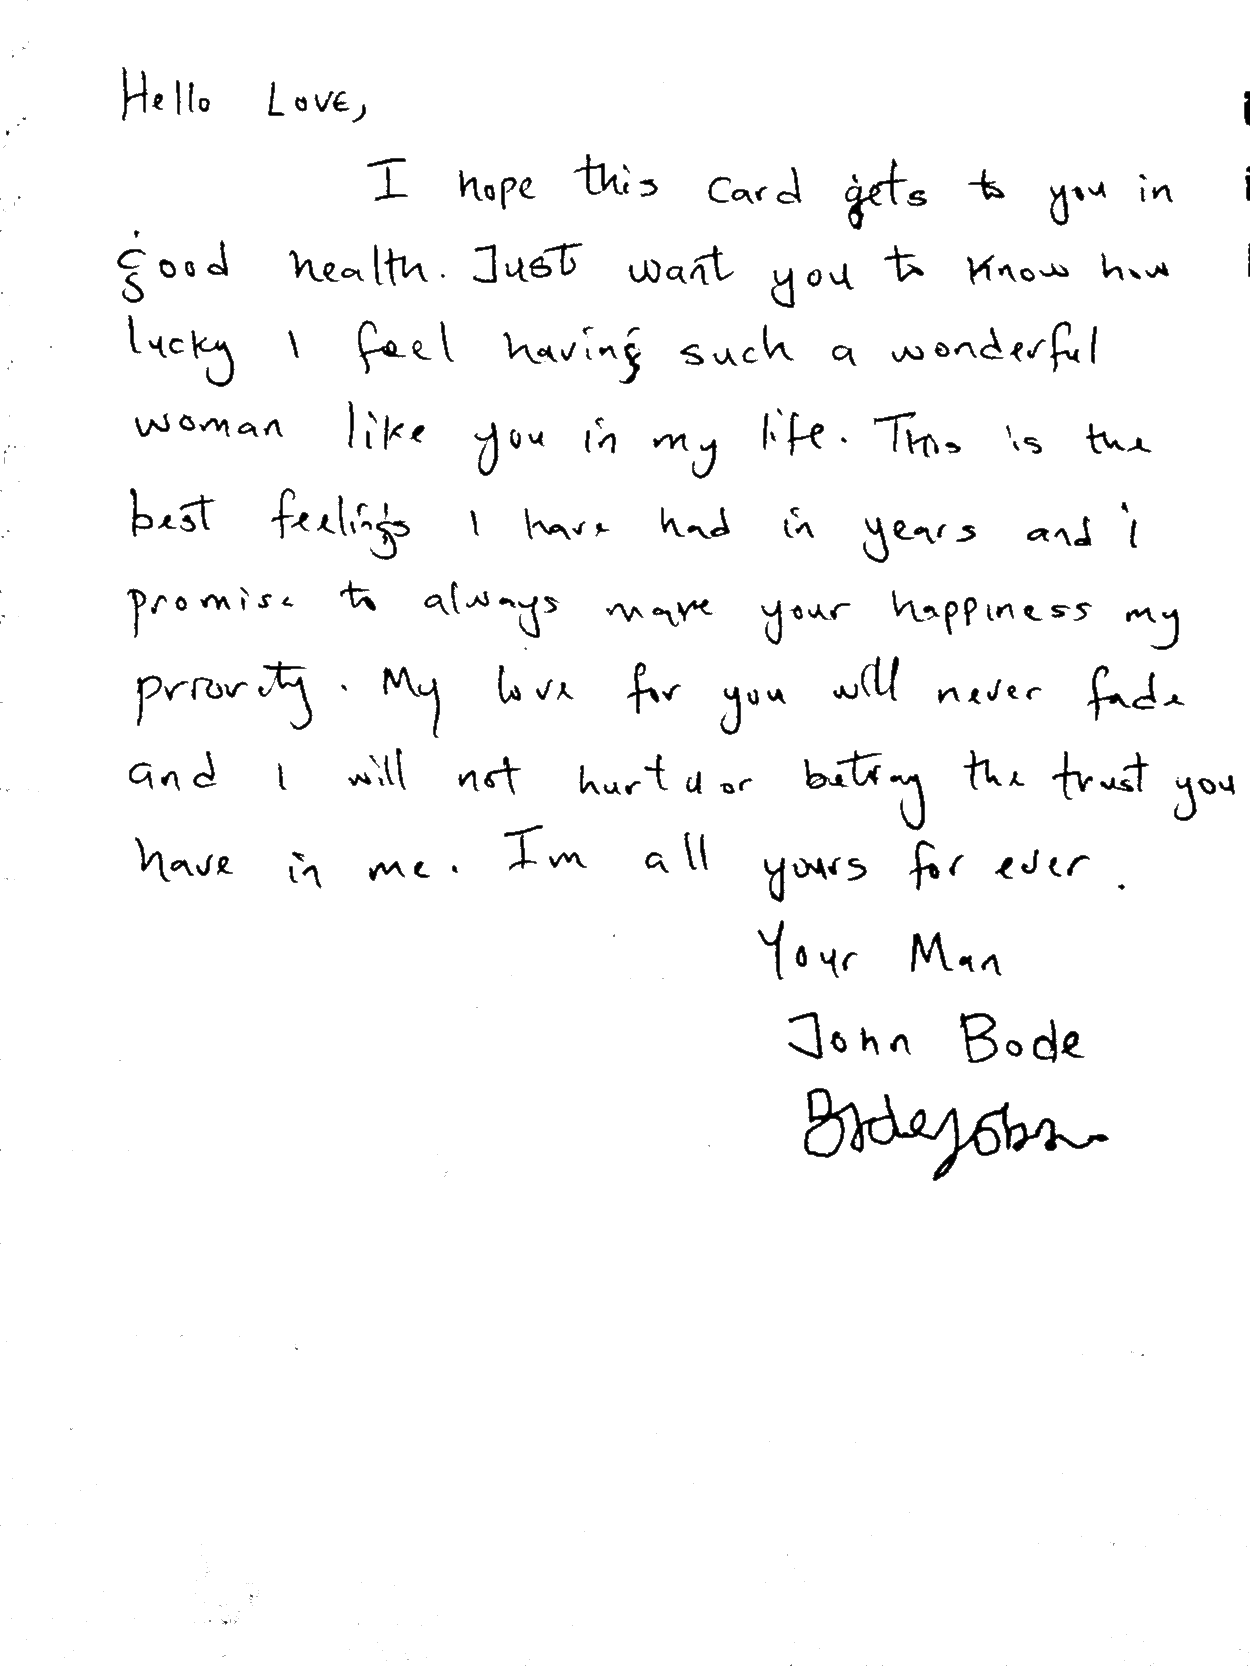 Hello Love,
I hope this card gets to you in
good health. Just want you to know how
lucky I feel having such a wonderful
woman like you in my life. This is the
best feelings I have had in years and i
promise to always make your happiness my
priority. My love for you will never fade
and I will not hurt u or betray the trust you
have in me. Im all yours for ever.
Your Man
John Bode
Bodejohn